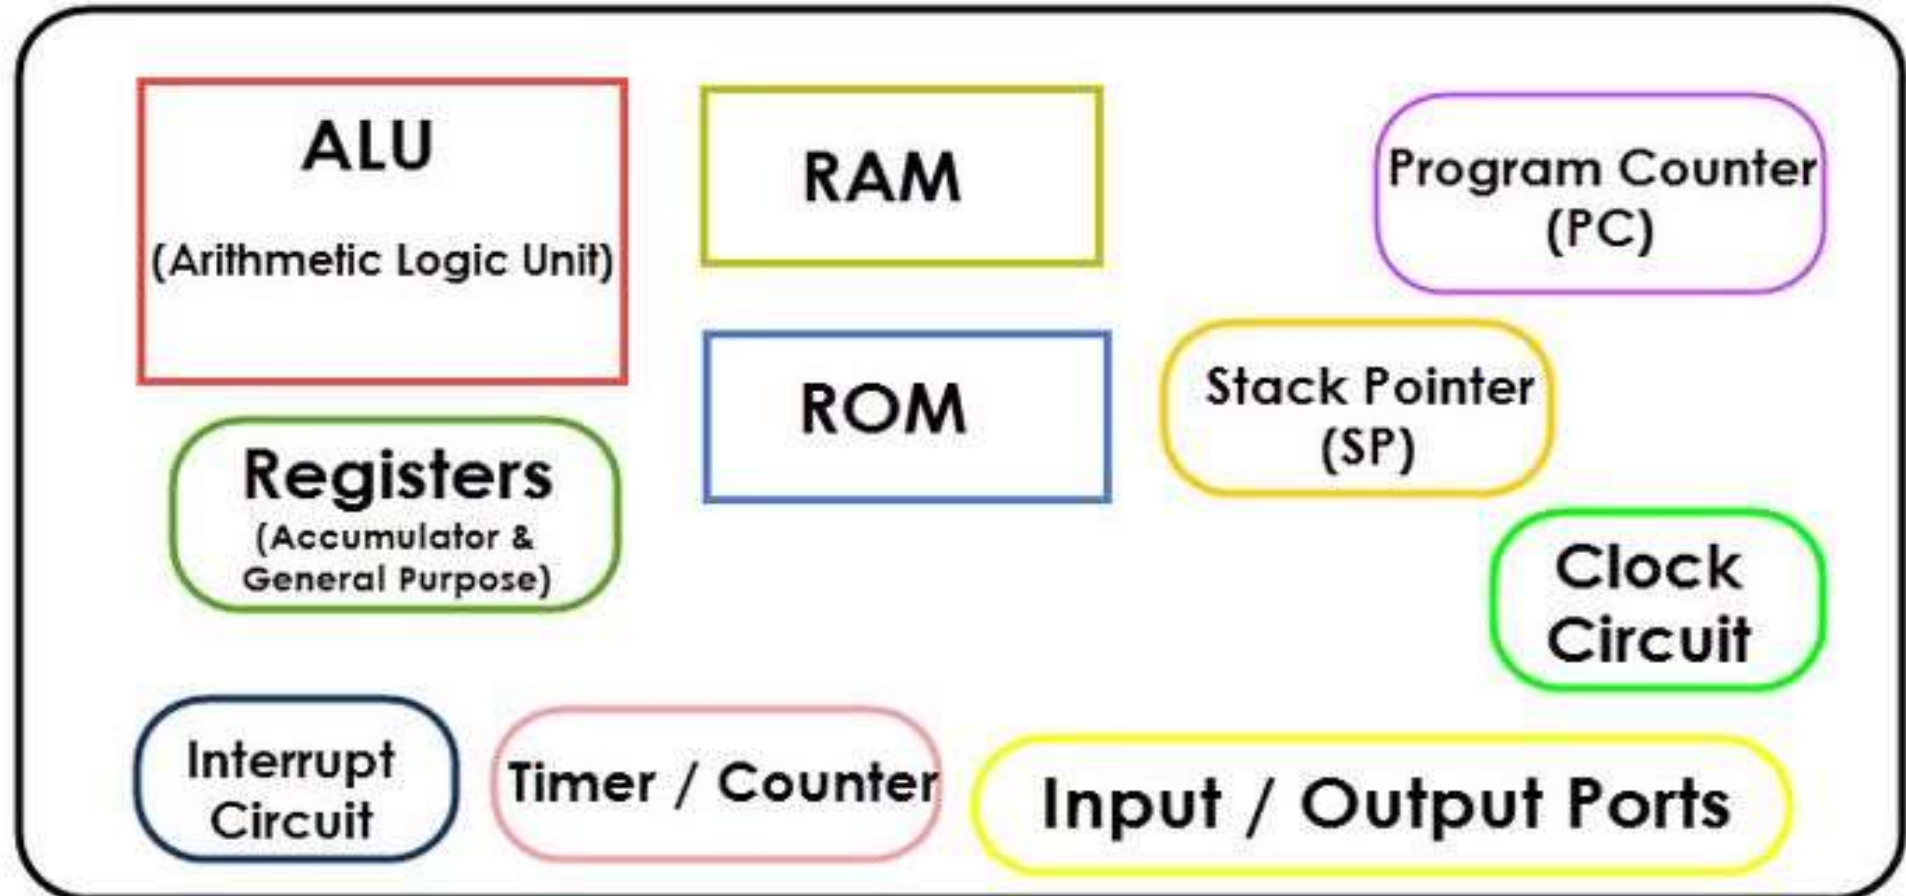 ALU
(Arithmetic Logic Unit)
RAM
Program Counter
(PC)
ROM
Stack Pointer
(SP)
Registers
(Accumulator &
General Purpose)
Clock
Circuit
Interrupt
Circuit
Timer / Counter
Input / Output Ports